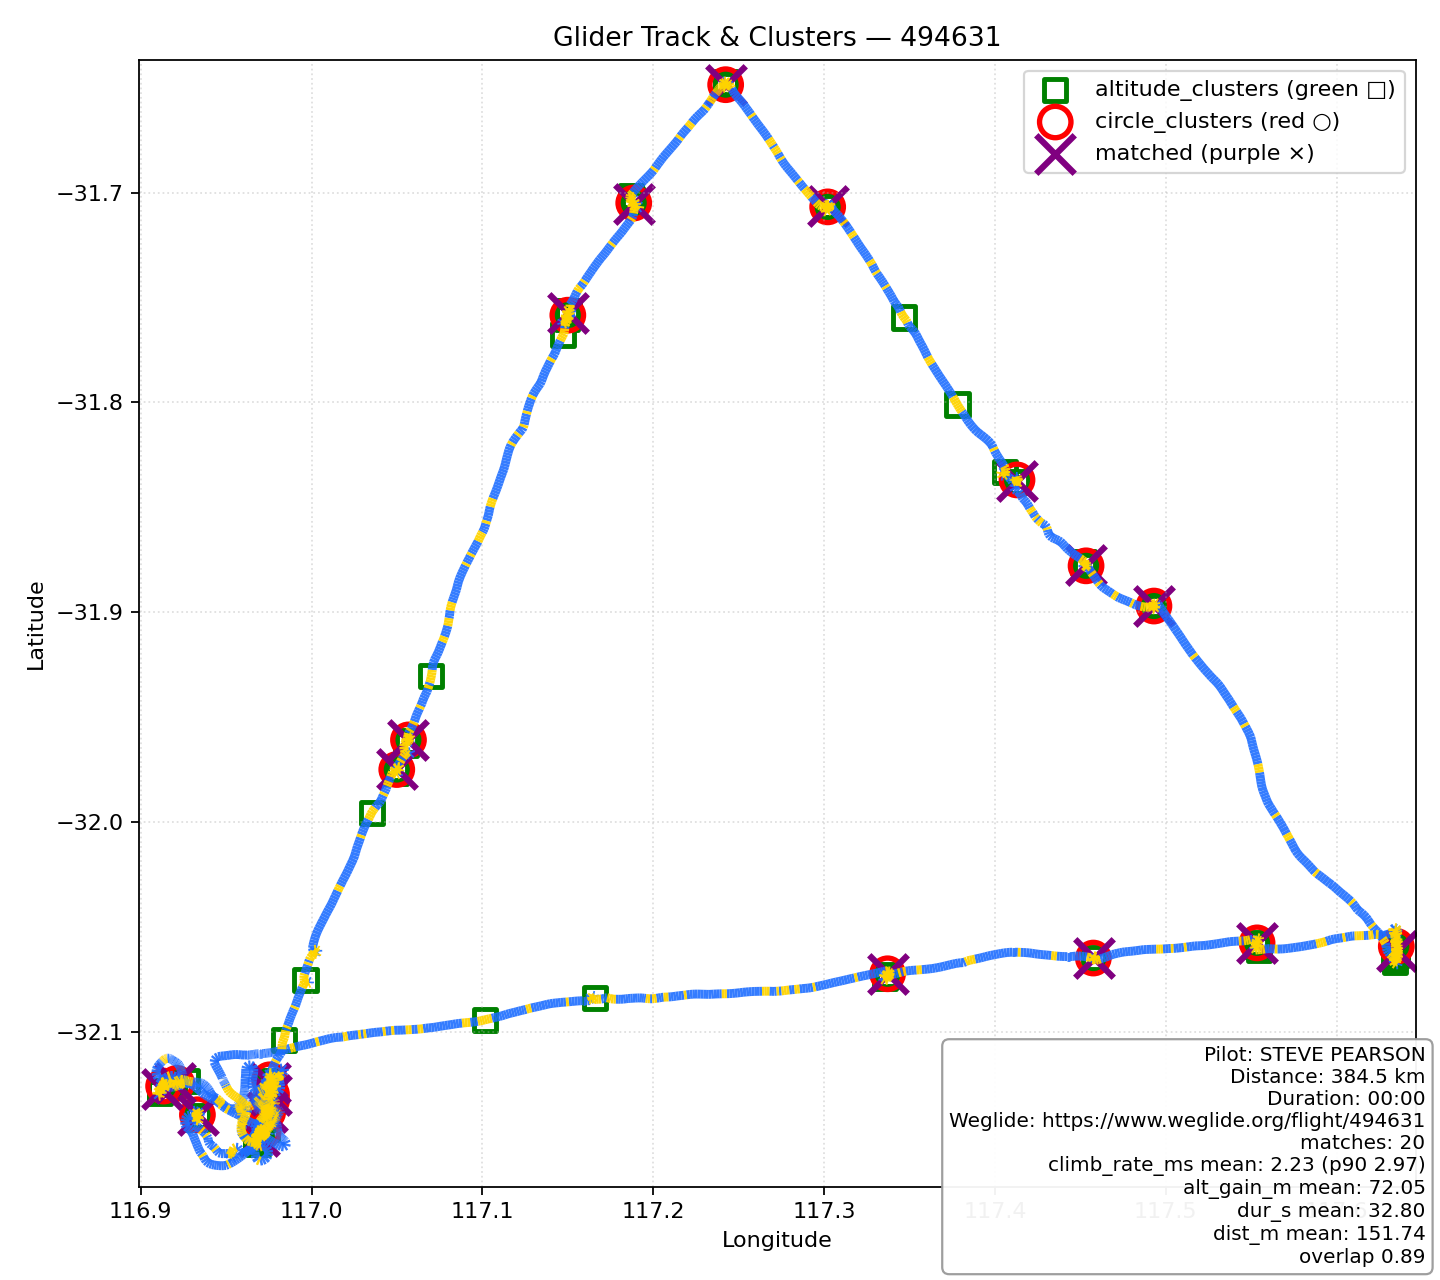 Glider Track & Clusters — 494631
altitude_clusters (green □)
circle_clusters (red ○)
matched (purple ×)
−31.7
−31.8
−31.9
−32.0
−32.1
Latitude
116.9
117.0
117.1
117.2
117.3
117.4
117.5
Longitude
Pilot: STEVE PEARSON
Distance: 384.5 km
Duration: 00:00
Weglide: https://www.weglide.org/flight/494631
matches: 20
climb_rate_ms mean: 2.23 (p90 2.97)
alt_gain_m mean: 72.05
dur_s mean: 32.80
dist_m mean: 151.74
overlap 0.89